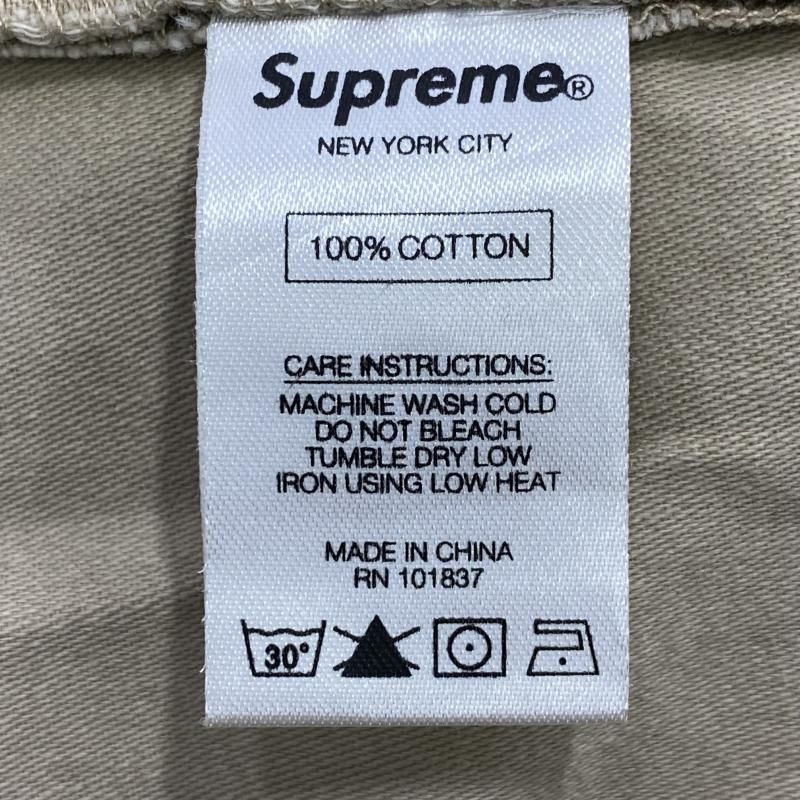 Supreme®
NEW YORK CITY
100% COTTON
CARE INSTRUCTIONS:
MACHINE WASH COLD
DO NOT BLEACH
TUMBLE DRY LOW
IRON USING LOW HEAT
MADE IN CHINA
RN 101837
30°